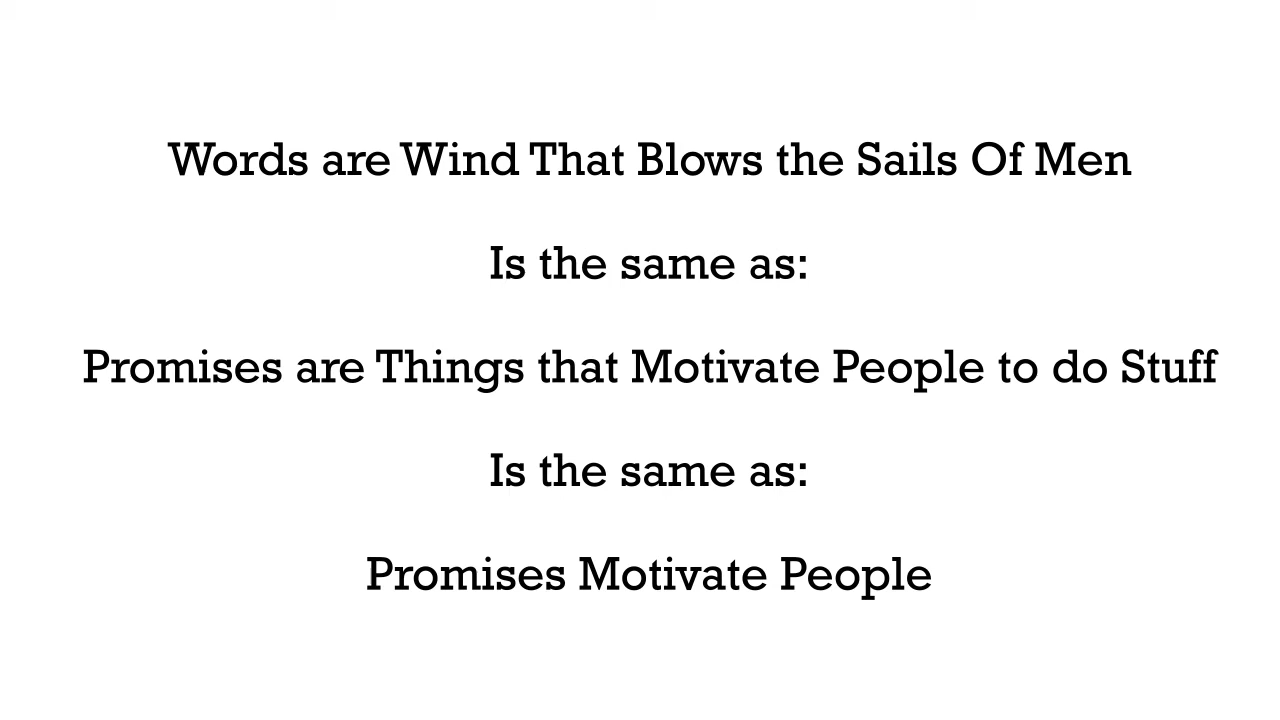 Words are Wind That Blows the Sails Of Men
Is the same as:
Promises are Things that Motivate People to do Stuff
Is the same as:
Promises Motivate People